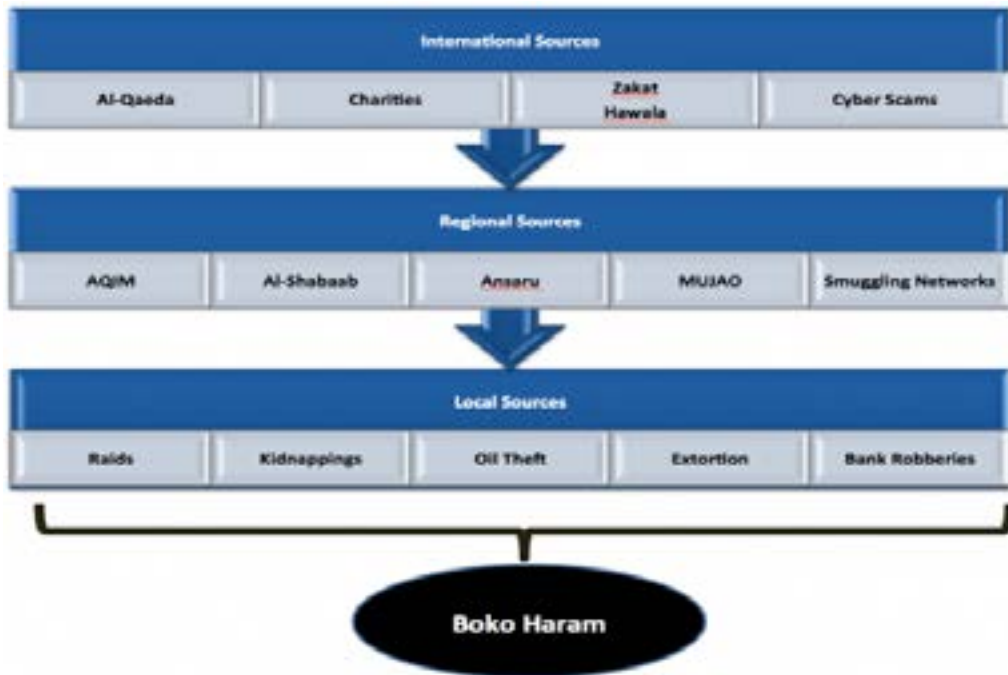 International Sources
Al-Qaeda
Charities
Zakat
Hawala
Cyber Scams
Regional Sources
AQIM
Al-Shabaab
Ansaru
MUJAO
Smuggling Networks
Local Sources
Raids
Kidnappings
Oil Theft
Extortion
Bank Robberies
Boko Haram